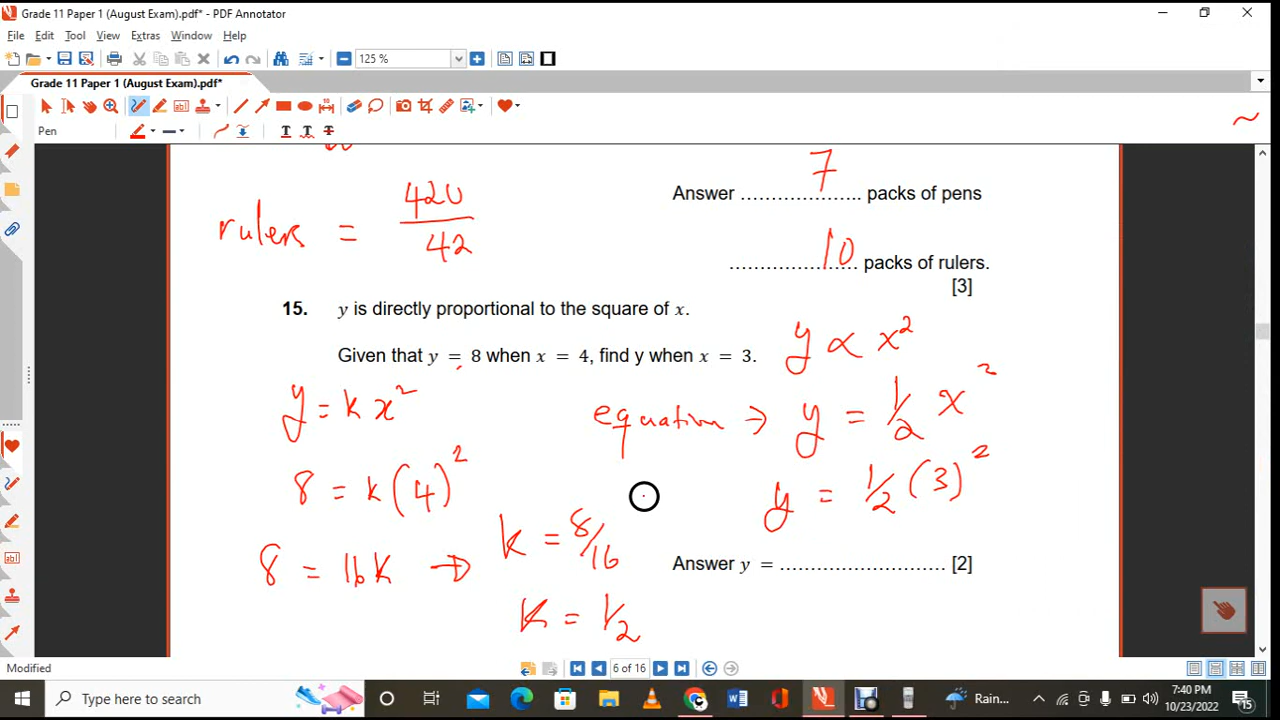 Grade 11 Paper 1 (August Exam).pdf* - PDF Annotator
File Edit Tool View Extras Window Help
125 %
Grade 11 Paper 1 (August Exam).pdf*
Pen
rulers = 420/42
7
Answer ………………….. packs of pens
10
………………….. packs of rulers.
[3]
15. y is directly proportional to the square of x.
Given that y = 8 when x = 4, find y when x = 3.
y ∝ x²
y = k x²
equation ⇒ y = 1/2 x²
8 = k(4)²
y = 1/2 (3)²
k = 8/16
8 = 16k →
Answer y = ……………………… [2]
k = 1/2
Modified
6 of 16
Type here to search
Rain...
7:40 PM
10/23/2022
15